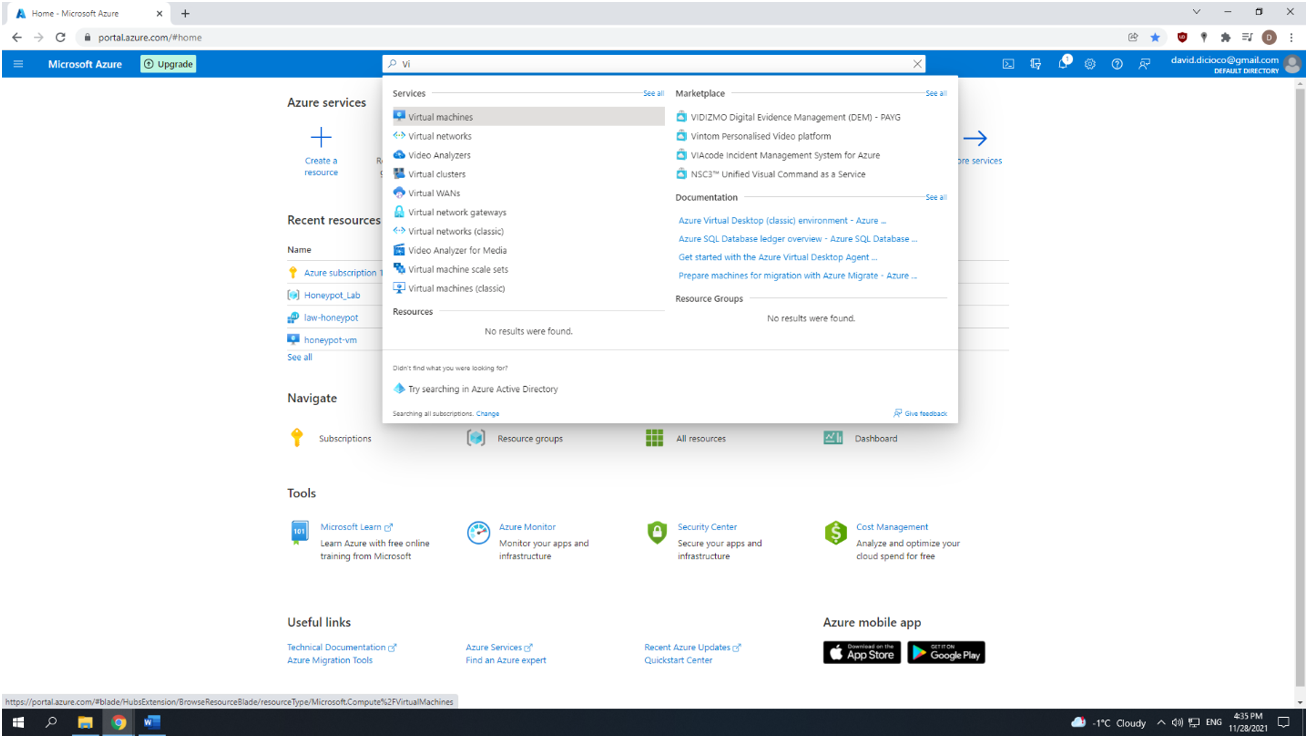 Home - Microsoft Azure
portal.azure.com/#home
Microsoft Azure
Upgrade
Vi
1
david.dicioco@gmail.com
DEFAULT DIRECTORY
D
Azure services
Create a
resource
ore services
Services
See all
Virtual machines
Virtual networks
Video Analyzers
Virtual clusters
Virtual WANs
Virtual network gateways
Virtual networks (classic)
Video Analyzer for Media
Virtual machine scale sets
Virtual machines (classic)
Resources
No results were found.
Marketplace
See all
VIDIZMO Digital Evidence Management (DEM) - PAYG
Vintom Personalised Video platform
VIAcode Incident Management System for Azure
NSC3™ Unified Visual Command as a Service
Documentation
See all
Azure Virtual Desktop (classic) environment - Azure ...
Azure SQL Database ledger overview - Azure SQL Database ...
Get started with the Azure Virtual Desktop Agent ...
Prepare machines for migration with Azure Migrate - Azure ...
Resource Groups
No results were found.
Didn't find what you were looking for?
Try searching in Azure Active Directory
Searching all subscriptions. Change
Give feedback
Recent resources
Name
Azure subscription 1
Honeypot_Lab
law-honeypot
honeypot-vm
See all
Navigate
Subscriptions
Resource groups
All resources
Dashboard
Tools
101
Microsoft Learn
Learn Azure with free online
training from Microsoft
Azure Monitor
Monitor your apps and
infrastructure
Security Center
Secure your apps and
infrastructure
Cost Management
Analyze and optimize your
cloud spend for free
Useful links
Technical Documentation
Azure Migration Tools
Azure Services
Find an Azure expert
Recent Azure Updates
Quickstart Center
Azure mobile app
Download on the
App Store
GET IT ON
Google Play
https://portal.azure.com/#blade/HubsExtension/BrowseResourceBlade/resourceType/Microsoft.Compute%2FVirtualMachines
-1°C Cloudy
ENG
4:35 PM
11/28/2021